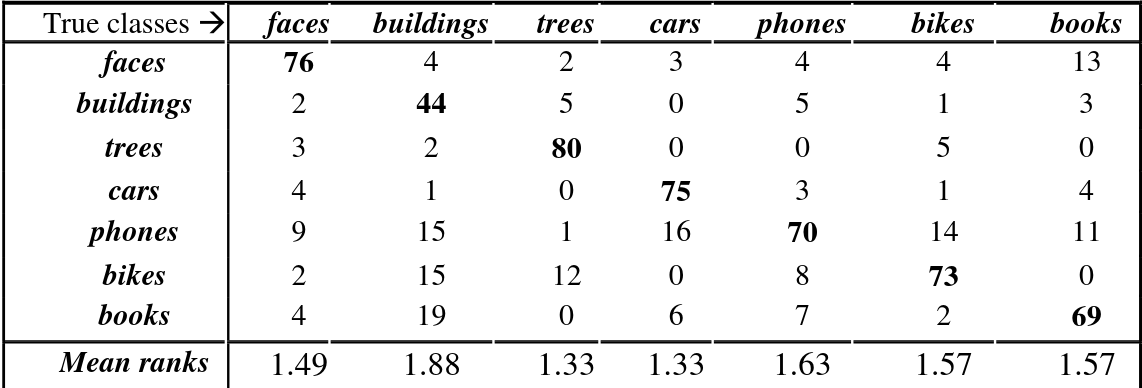 True classes → faces buildings trees cars phones bikes books
faces 76 4 2 3 4 4 13
buildings 2 44 5 0 5 1 3
trees 3 2 80 0 0 5 0
cars 4 1 0 75 3 1 4
phones 9 15 1 16 70 14 11
bikes 2 15 12 0 8 73 0
books 4 19 0 6 7 2 69
Mean ranks 1.49 1.88 1.33 1.33 1.63 1.57 1.57